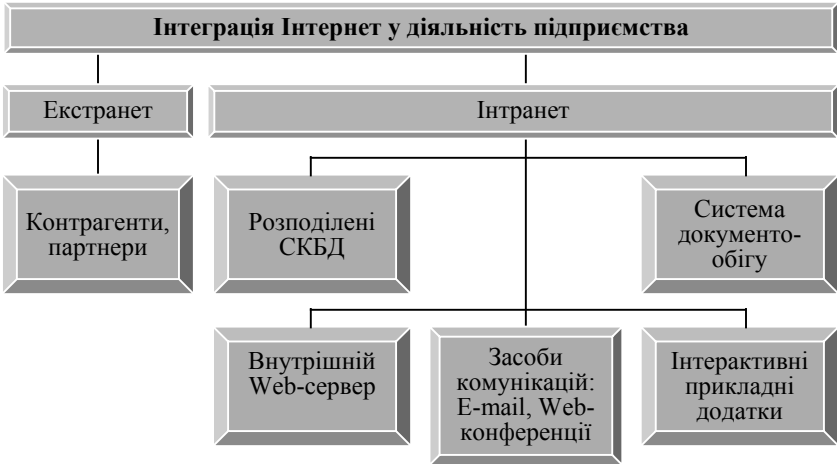 Інтеграція Інтернет у діяльність підприємства
Екстранет
Інтранет
Контрагенти,
партнери
Розподілені
СКБД
Система
документо-
обігу
Внутрішній
Web-сервер
Засоби
комунікацій:
E-mail, Web-
конференції
Інтерактивні
прикладні
додатки